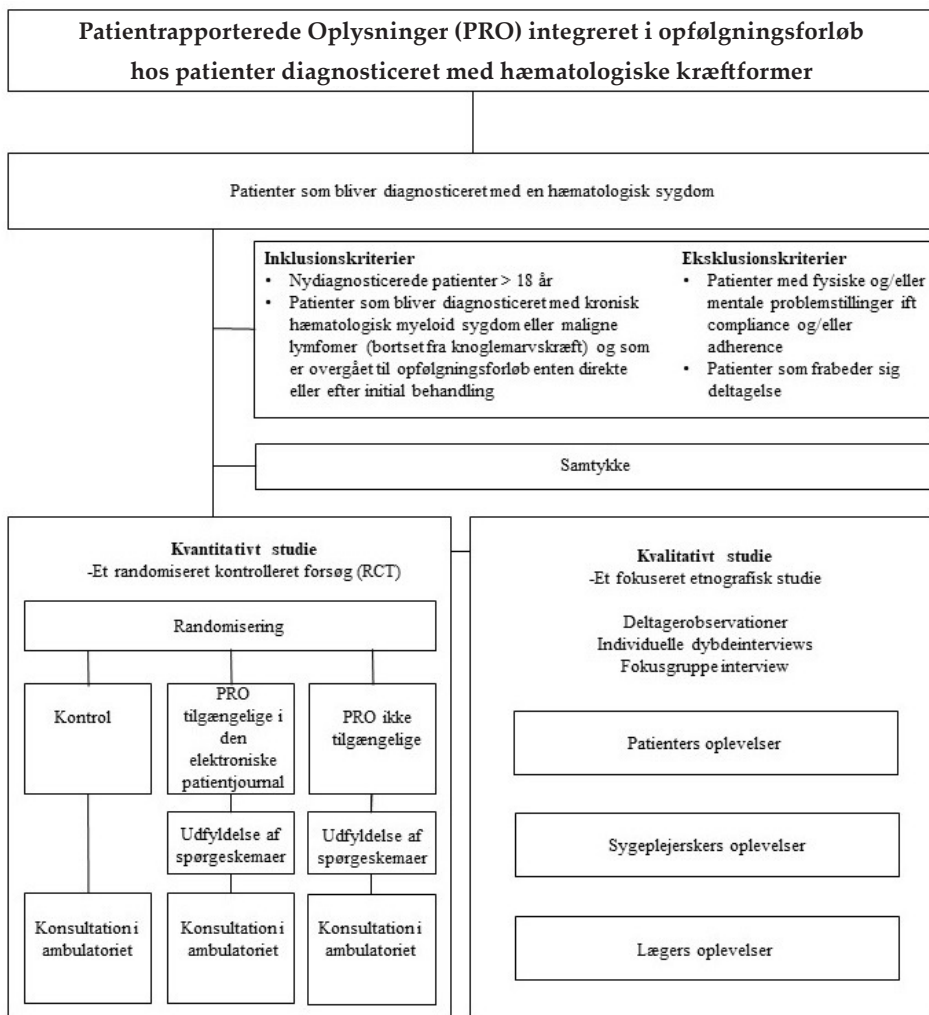 Patientrapporterede Oplysninger (PRO) integreret i opfølgningsforløb
hos patienter diagnosticeret med hæmatologiske kræftformer
Patienter som bliver diagnosticeret med en hæmatologisk sygdom
Inklusionskriterier
• Nydiagnosticerede patienter > 18 år
• Patienter som bliver diagnosticeret med kronisk
hæmatologisk myeloid sygdom eller maligne
lymfomer (bortset fra knoglemarvskræft) og som
er overgået til opfølgningsforløb enten direkte
eller efter initial behandling
Eksklusionskriterier
• Patienter med fysiske og/eller
mentale problemstillinger ift
compliance og/eller
adherence
• Patienter som frabeder sig
deltagelse
Samtykke
Kvantitativt studie
-Et randomiseret kontrolleret forsøg (RCT)
Randomisering
Kontrol
PRO
tilgængelige i
den
elektroniske
patientjournal
PRO ikke
tilgængelige
Udfyldelse af
spørgeskemaer
Udfyldelse af
spørgeskemaer
Konsultation i
ambulatoriet
Konsultation i
ambulatoriet
Konsultation i
ambulatoriet
Kvalitativt studie
-Et fokuseret etnografisk studie
Deltagerobservationer
Individuelle dybdeinterviews
Fokusgruppe interview
Patienters oplevelser
Sygeplejerskers oplevelser
Lægers oplevelser